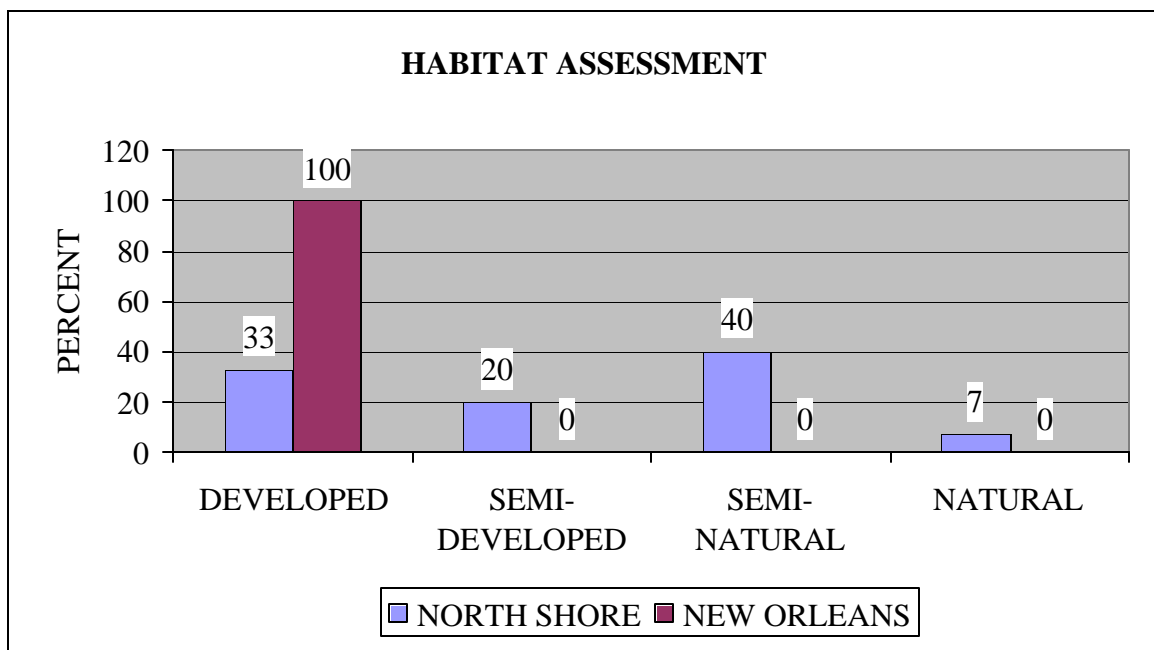 HABITAT ASSESSMENT
PERCENT
120
100
80
60
40
20
0
33
100
20
0
40
0
7
0
DEVELOPED
SEMI-
DEVELOPED
SEMI-
NATURAL
NATURAL
NORTH SHORE
NEW ORLEANS